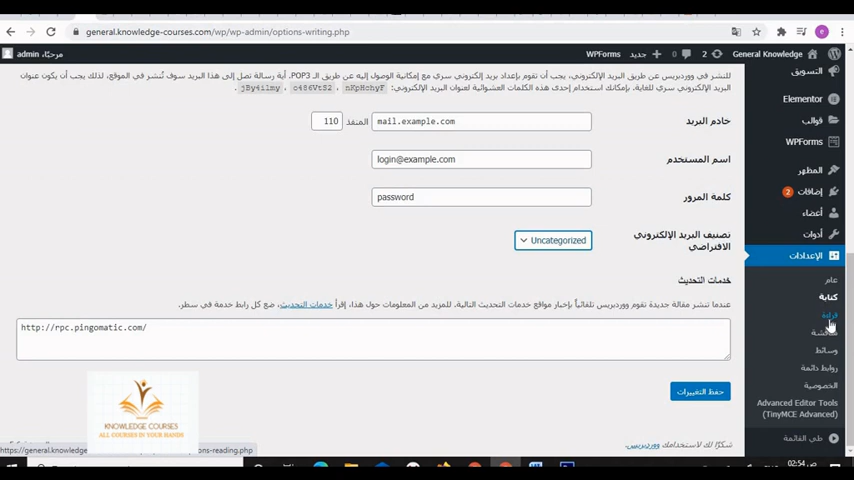 general.knowledge-courses.com/wp/wp-admin/options-writing.php
General Knowledge
2
0
جديد
WPForms
مرحبًا، admin
للنشر في ووردبريس عن طريق البريد الإلكتروني، يجب أن تقوم بإعداد بريد إلكتروني سري مع إمكانية الوصول إليه عن طريق الـ POP3. أية رسالة تصل إلى هذا البريد سوف تُنشر في الموقع، لذلك يجب أن يكون عنوان
البريد الإلكتروني سري للغاية. بإمكانك استخدام إحدى هذه الكلمات العشوائية لعنوان البريد الإلكتروني: nKpHchyF ، c486VtS2 ، jBy4ilmy.
خادم البريد
mail.example.com
المنفذ
110
اسم المستخدم
login@example.com
كلمة المرور
password
تصنيف البريد الإلكتروني
الافتراضي
Uncategorized
خدمات التحديث
عندما تنشر مقالة جديدة تقوم ووردبريس تلقائياً بإخبار مواقع خدمات التحديث التالية. للمزيد من المعلومات حول هذا، إقرأ خدمات التحديث، ضع كل رابط خدمة في سطر.
http://rpc.pingomatic.com/
حفظ التغييرات
شكرًا لك لاستخدامك ووردبريس.
التسويق
Elementor
قوالب
WPForms
المظهر
إضافات 2
أعضاء
أدوات
الإعدادات
عام
كتابة
قراءة
مناقشة
وسائط
روابط دائمة
الخصوصية
Advanced Editor Tools
(TinyMCE Advanced)
طي القائمة
KNOWLEDGE COURSES
ALL COURSES IN YOUR HANDS
https://general.knowledge
ons-reading.php
02:54